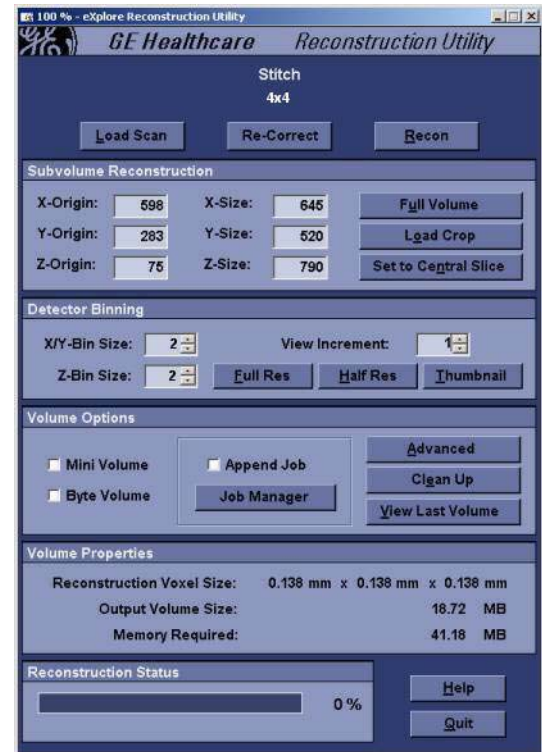 100 % - eXplore Reconstruction Utility
GE Healthcare Reconstruction Utility
Stitch
4x4
Load Scan Re-Correct Recon
Subvolume Reconstruction
X-Origin: 598 X-Size: 645 Full Volume
Y-Origin: 283 Y-Size: 520 Load Crop
Z-Origin: 75 Z-Size: 790 Set to Central Slice
Detector Binning
X/Y-Bin Size: 2 View Increment: 1
Z-Bin Size: 2 Full Res Half Res Thumbnail
Volume Options
Mini Volume Append Job Advanced
Clean Up
Byte Volume Job Manager View Last Volume
Volume Properties
Reconstruction Voxel Size: 0.138 mm x 0.138 mm x 0.138 mm
Output Volume Size: 18.72 MB
Memory Required: 41.18 MB
Reconstruction Status
0 %
Help
Quit